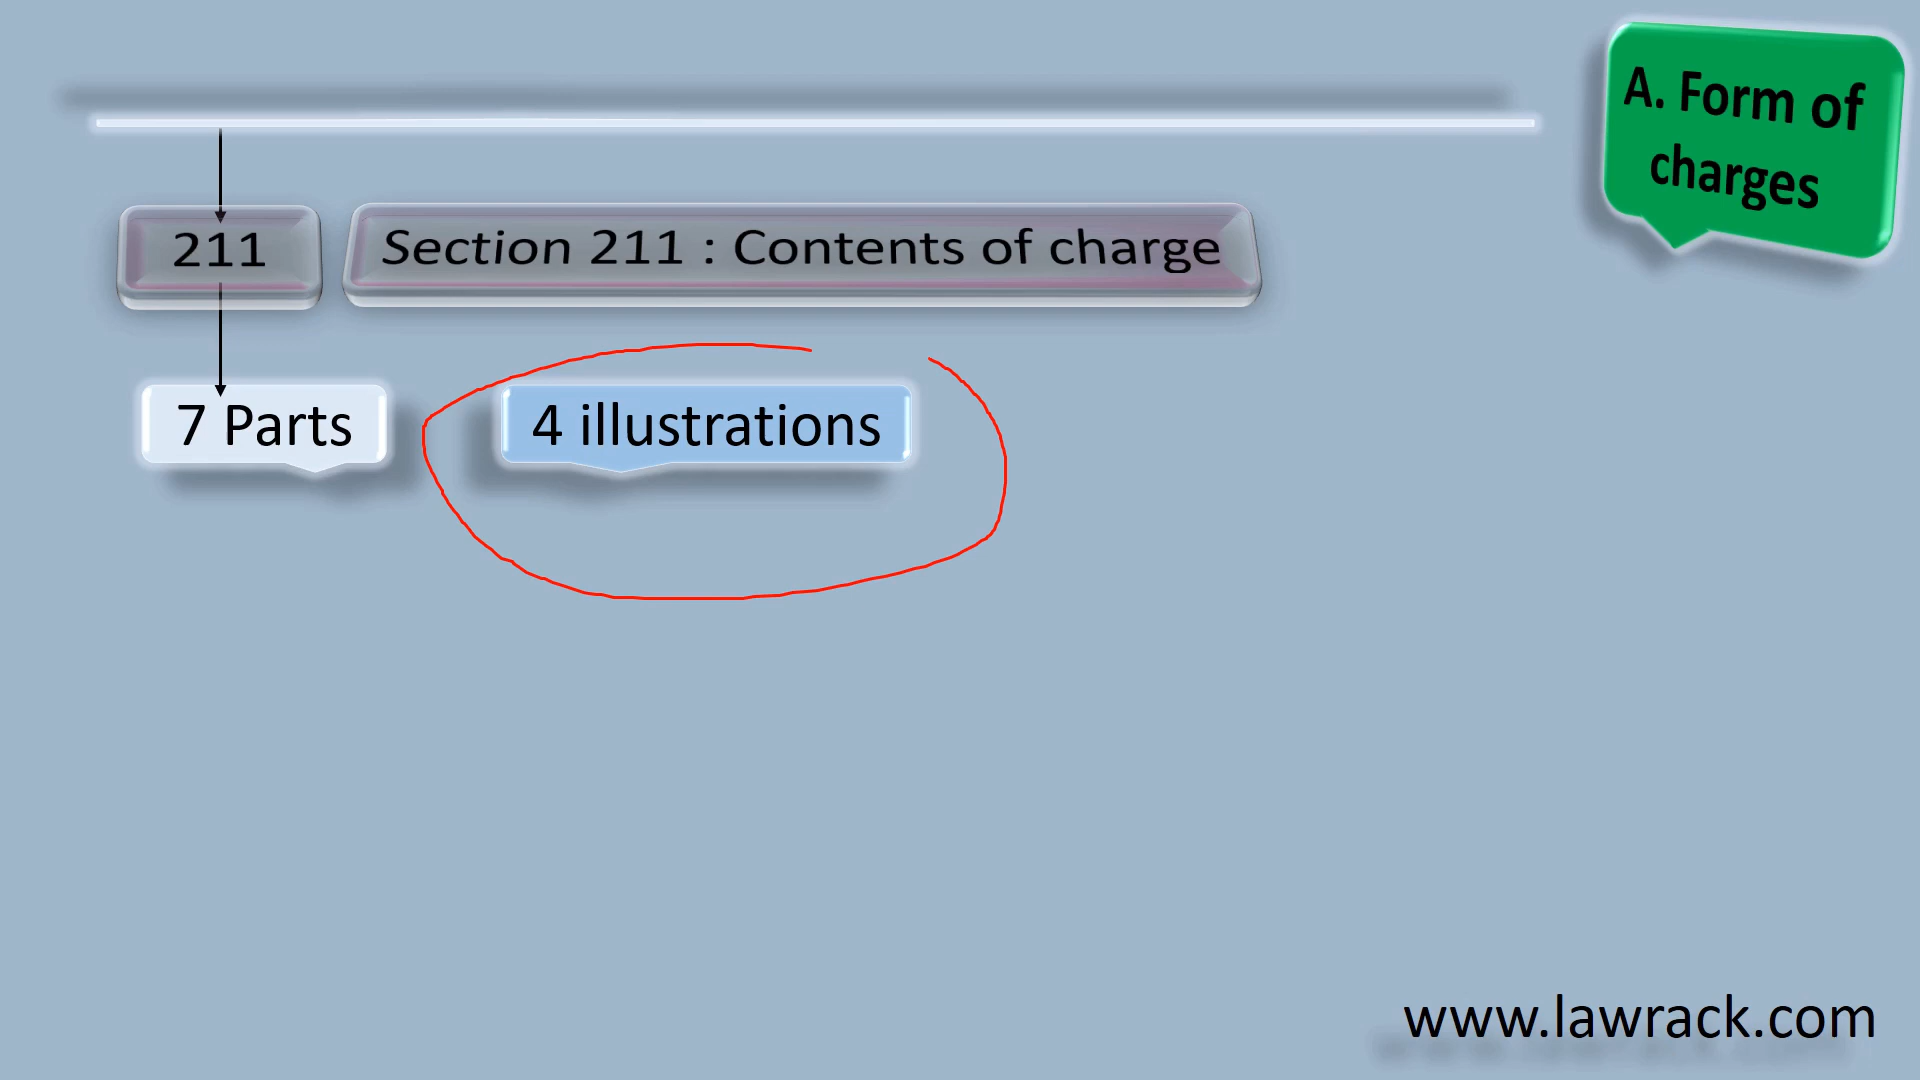 A. Form of
charges
211
Section 211 : Contents of charge
7 Parts
4 illustrations
www.lawrack.com